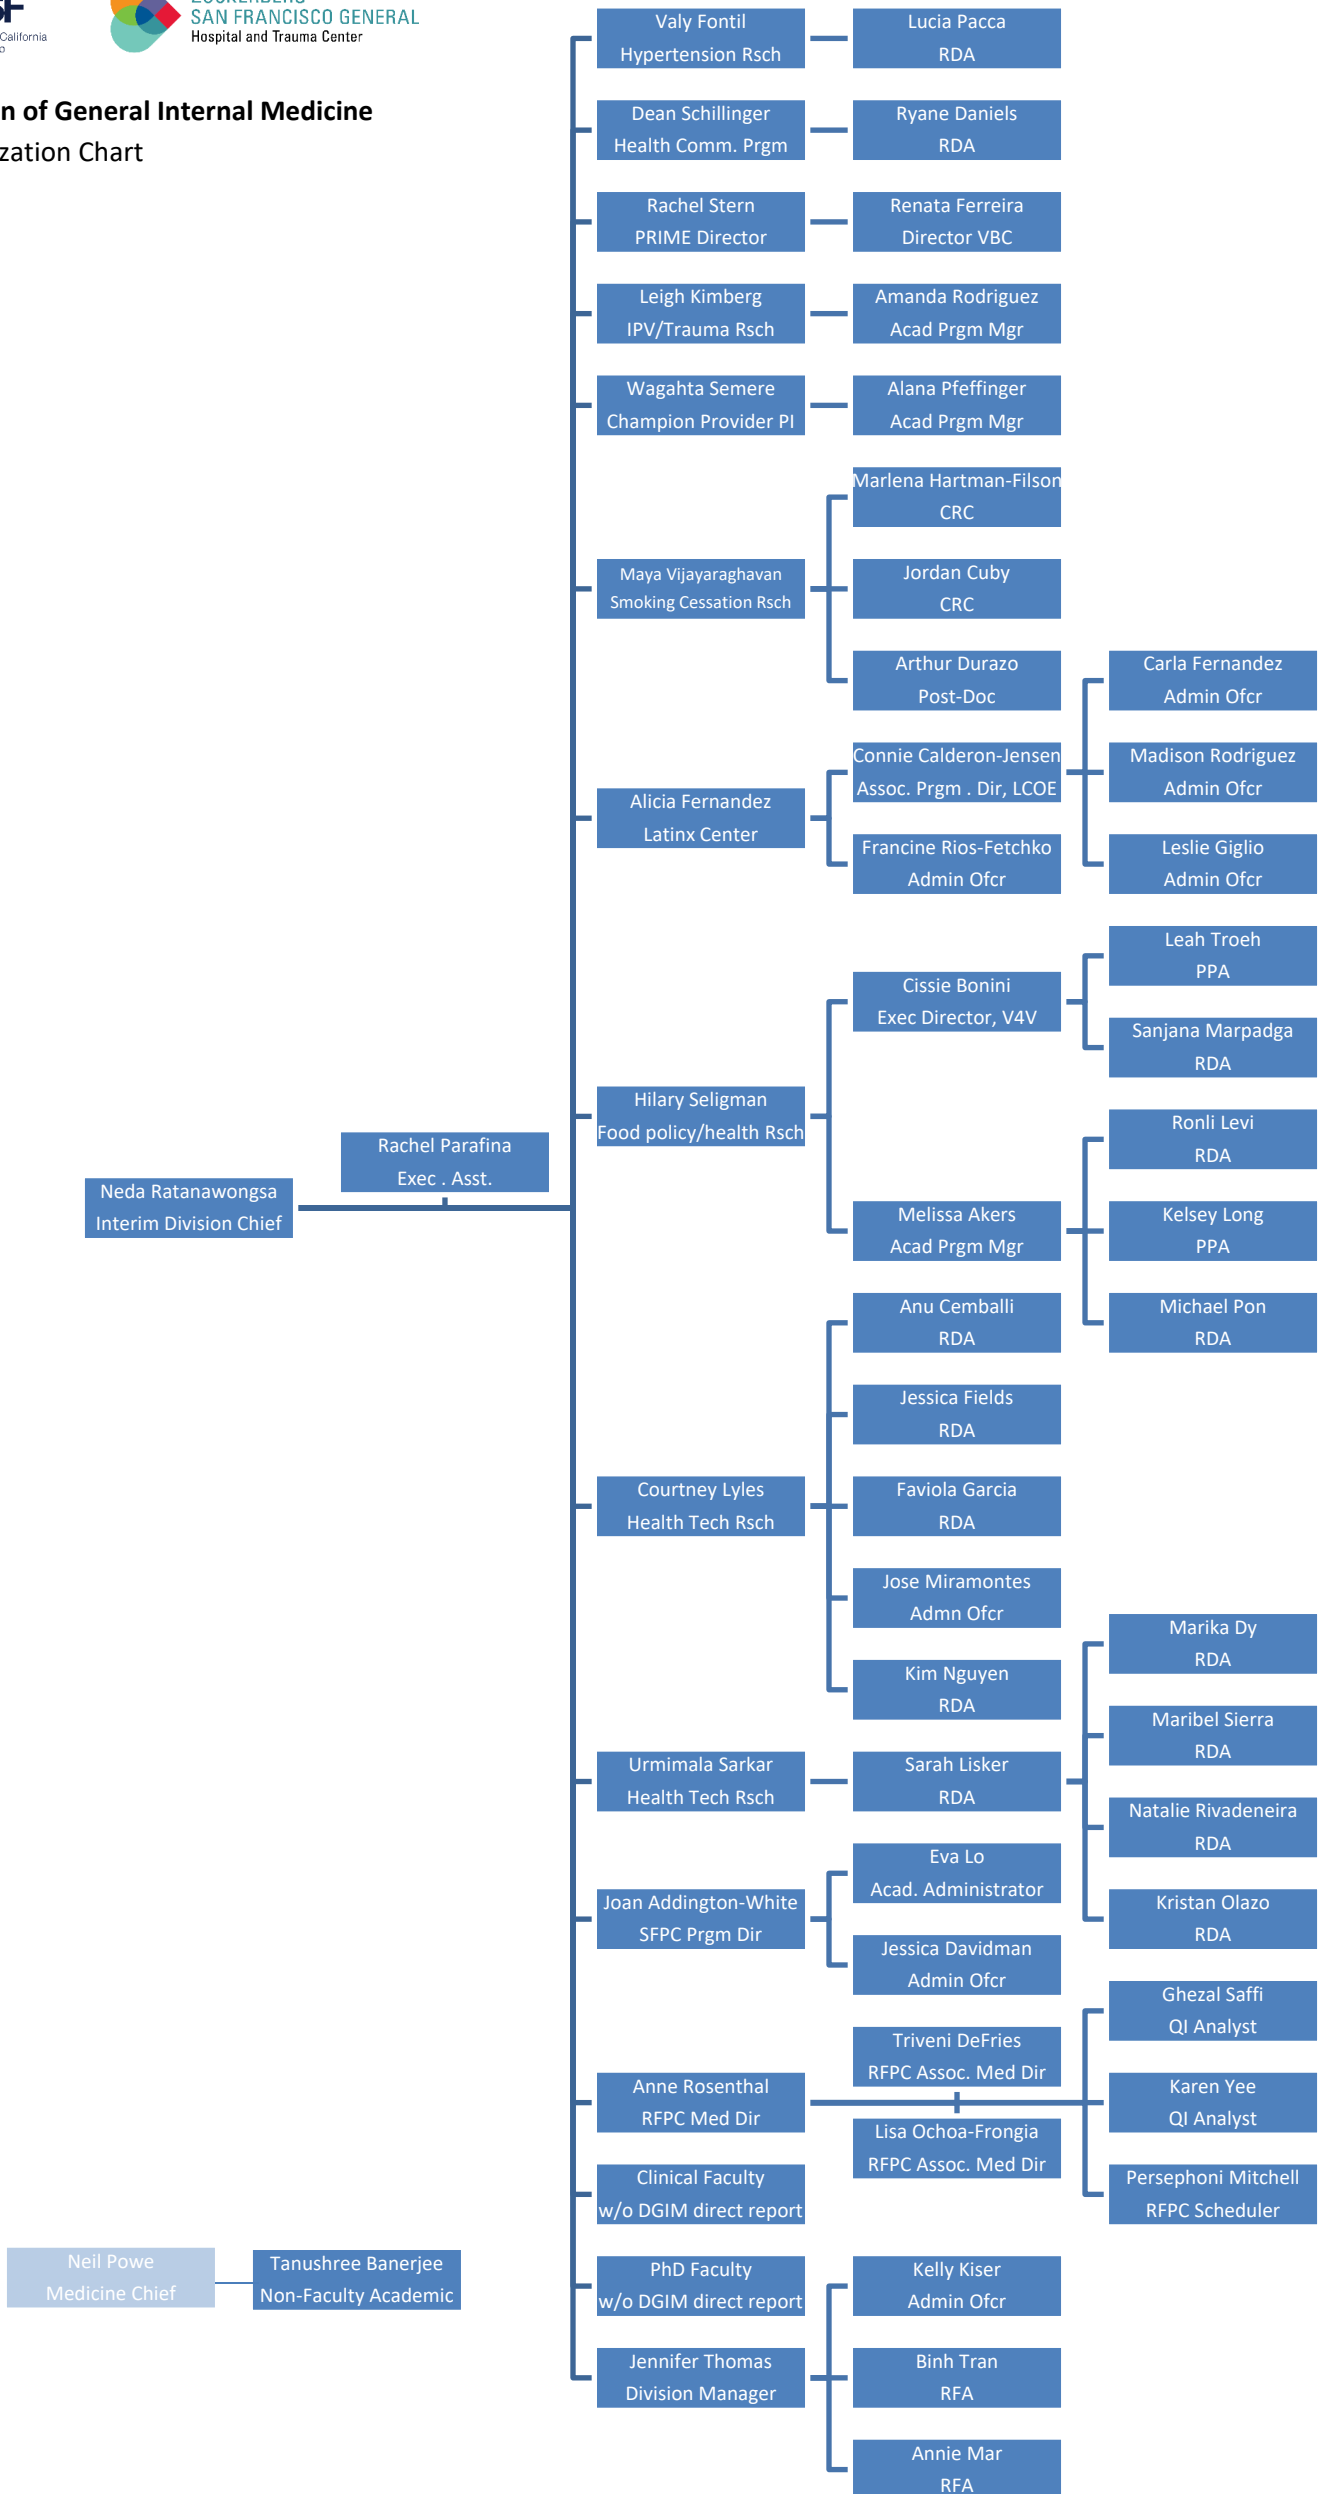 SAN FRANCISCO GENERAL
Hospital and Trauma Center
California
n of General Internal Medicine
zation Chart
Valy Fontil
Hypertension Rsch
Lucia Pacca
RDA
Dean Schillinger
Health Comm. Prgm
Ryane Daniels
RDA
Rachel Stern
PRIME Director
Renata Ferreira
Director VBC
Leigh Kimberg
IPV/Trauma Rsch
Amanda Rodriguez
Acad Prgm Mgr
Wagahta Semere
Champion Provider PI
Alana Pfeffinger
Acad Prgm Mgr
Maya Vijayaraghavan
Smoking Cessation Rsch
Marlena Hartman-Filson
CRC
Jordan Cuby
CRC
Arthur Durazo
Post-Doc
Alicia Fernandez
Latinx Center
Connie Calderon-Jensen
Assoc. Prgm . Dir, LCOE
Carla Fernandez
Admin Ofcr
Madison Rodriguez
Admin Ofcr
Leslie Giglio
Admin Ofcr
Francine Rios-Fetchko
Admin Ofcr
Neda Ratanawongsa
Interim Division Chief
Rachel Parafina
Exec . Asst.
Hilary Seligman
Food policy/health Rsch
Cissie Bonini
Exec Director, V4V
Leah Troeh
PPA
Sanjana Marpadga
RDA
Melissa Akers
Acad Prgm Mgr
Ronli Levi
RDA
Kelsey Long
PPA
Michael Pon
RDA
Courtney Lyles
Health Tech Rsch
Anu Cemballi
RDA
Jessica Fields
RDA
Faviola Garcia
RDA
Jose Miramontes
Admn Ofcr
Kim Nguyen
RDA
Urmimala Sarkar
Health Tech Rsch
Sarah Lisker
RDA
Marika Dy
RDA
Maribel Sierra
RDA
Natalie Rivadeneira
RDA
Kristan Olazo
RDA
Joan Addington-White
SFPC Prgm Dir
Eva Lo
Acad. Administrator
Jessica Davidman
Admin Ofcr
Anne Rosenthal
RFPC Med Dir
Triveni DeFries
RFPC Assoc. Med Dir
Lisa Ochoa-Frongia
RFPC Assoc. Med Dir
Ghezal Saffi
QI Analyst
Karen Yee
QI Analyst
Persephoni Mitchell
RFPC Scheduler
Clinical Faculty
w/o DGIM direct report
Neil Powe
Medicine Chief
Tanushree Banerjee
Non-Faculty Academic
PhD Faculty
w/o DGIM direct report
Jennifer Thomas
Division Manager
Kelly Kiser
Admin Ofcr
Binh Tran
RFA
Annie Mar
RFA